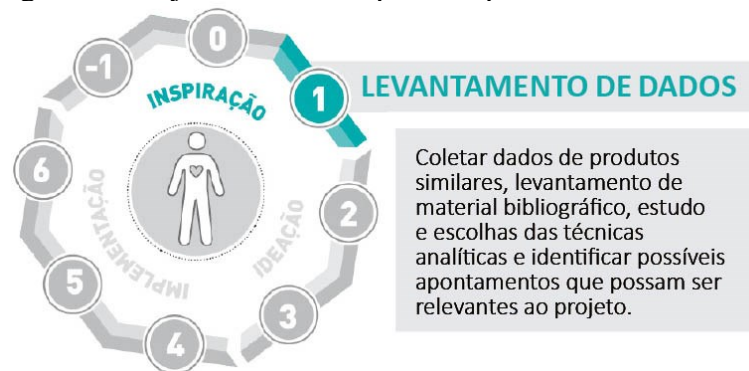 0
-1
INSPIRAÇÃO
1
LEVANTAMENTO DE DADOS
Coletar dados de produtos
similares, levantamento de
material bibliográfico, estudo
e escolhas das técnicas
analíticas e identificar possíveis
apontamentos que possam ser
relevantes ao projeto.
6
2
IMPLEMENTAÇÃO
IDEAÇÃO
5
3
4